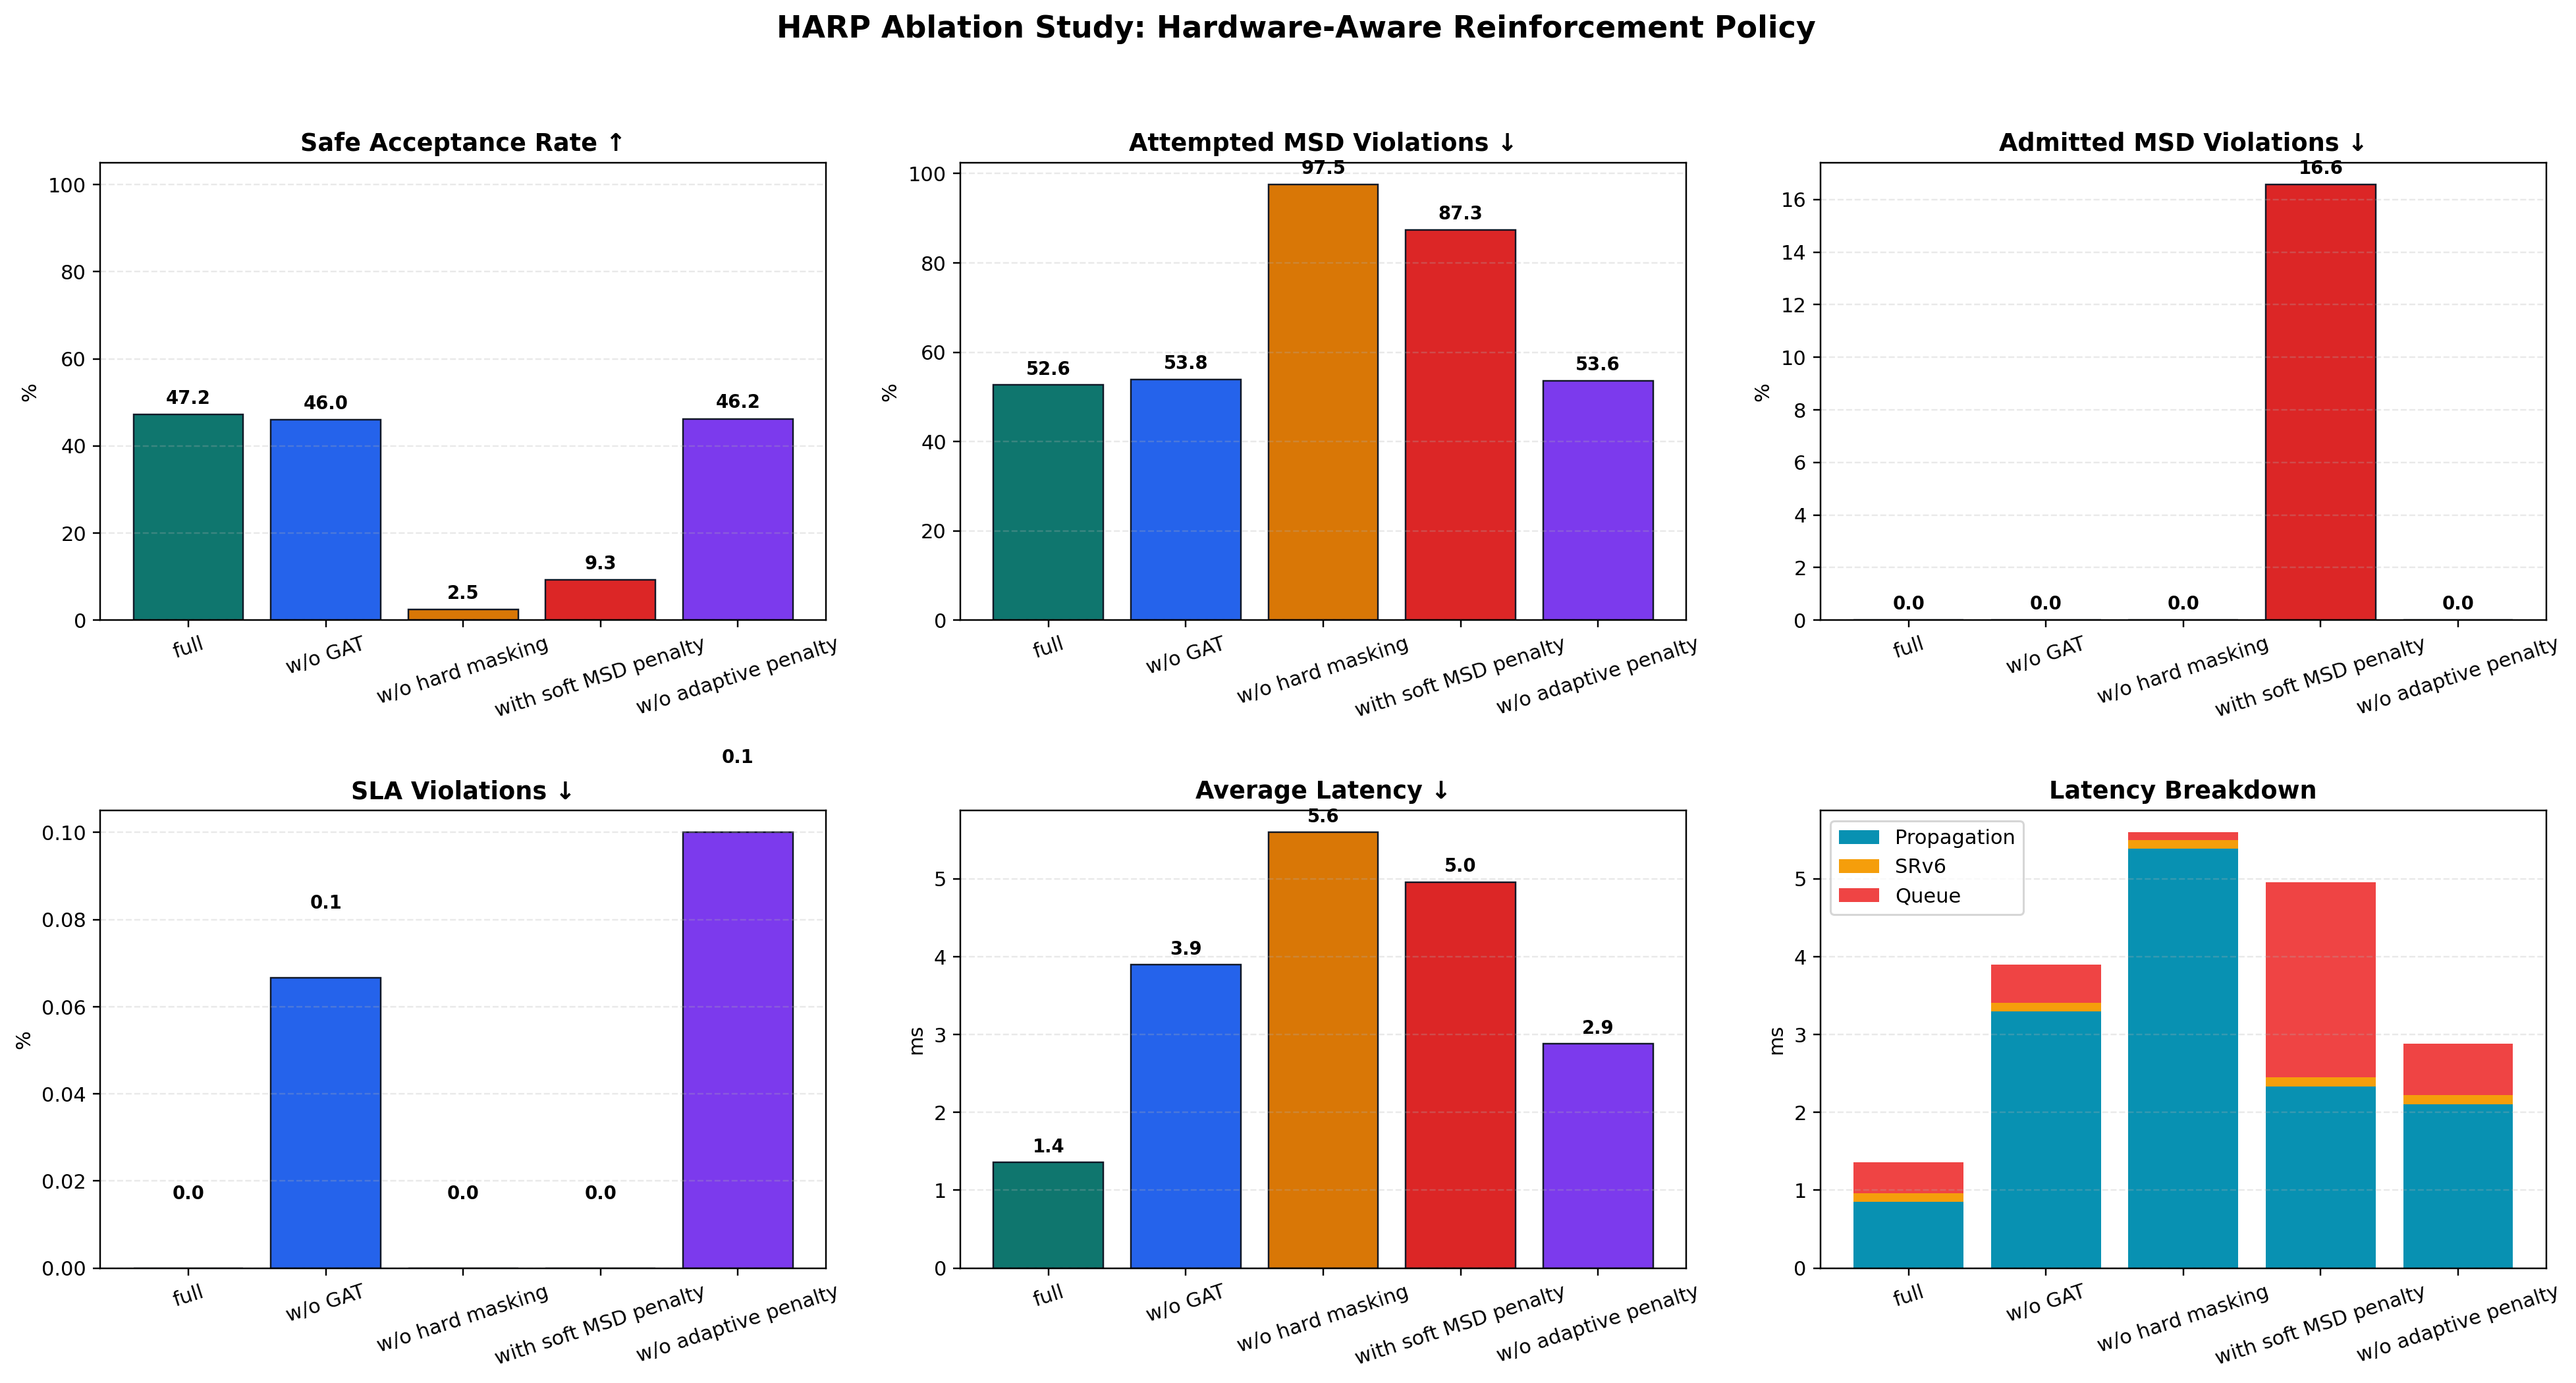 HARP Ablation Study: Hardware-Aware Reinforcement Policy
Safe Acceptance Rate ↑
%
100
80
60
40
20
0
47.2
46.0
2.5
9.3
46.2
full
w/o GAT
w/o hard masking
with soft MSD penalty
w/o adaptive penalty
Attempted MSD Violations ↓
%
100
80
60
40
20
0
52.6
53.8
97.5
87.3
53.6
full
w/o GAT
w/o hard masking
with soft MSD penalty
w/o adaptive penalty
Admitted MSD Violations ↓
%
16
14
12
10
8
6
4
2
0
0.0
0.0
0.0
16.6
0.0
full
w/o GAT
w/o hard masking
with soft MSD penalty
w/o adaptive penalty
SLA Violations ↓
%
0.10
0.08
0.06
0.04
0.02
0.00
0.0
0.1
0.0
0.0
0.1
full
w/o GAT
w/o hard masking
with soft MSD penalty
w/o adaptive penalty
Average Latency ↓
ms
5
4
3
2
1
0
1.4
3.9
5.6
5.0
2.9
full
w/o GAT
w/o hard masking
with soft MSD penalty
w/o adaptive penalty
Latency Breakdown
ms
5
4
3
2
1
0
Propagation
SRv6
Queue
full
w/o GAT
w/o hard masking
with soft MSD penalty
w/o adaptive penalty